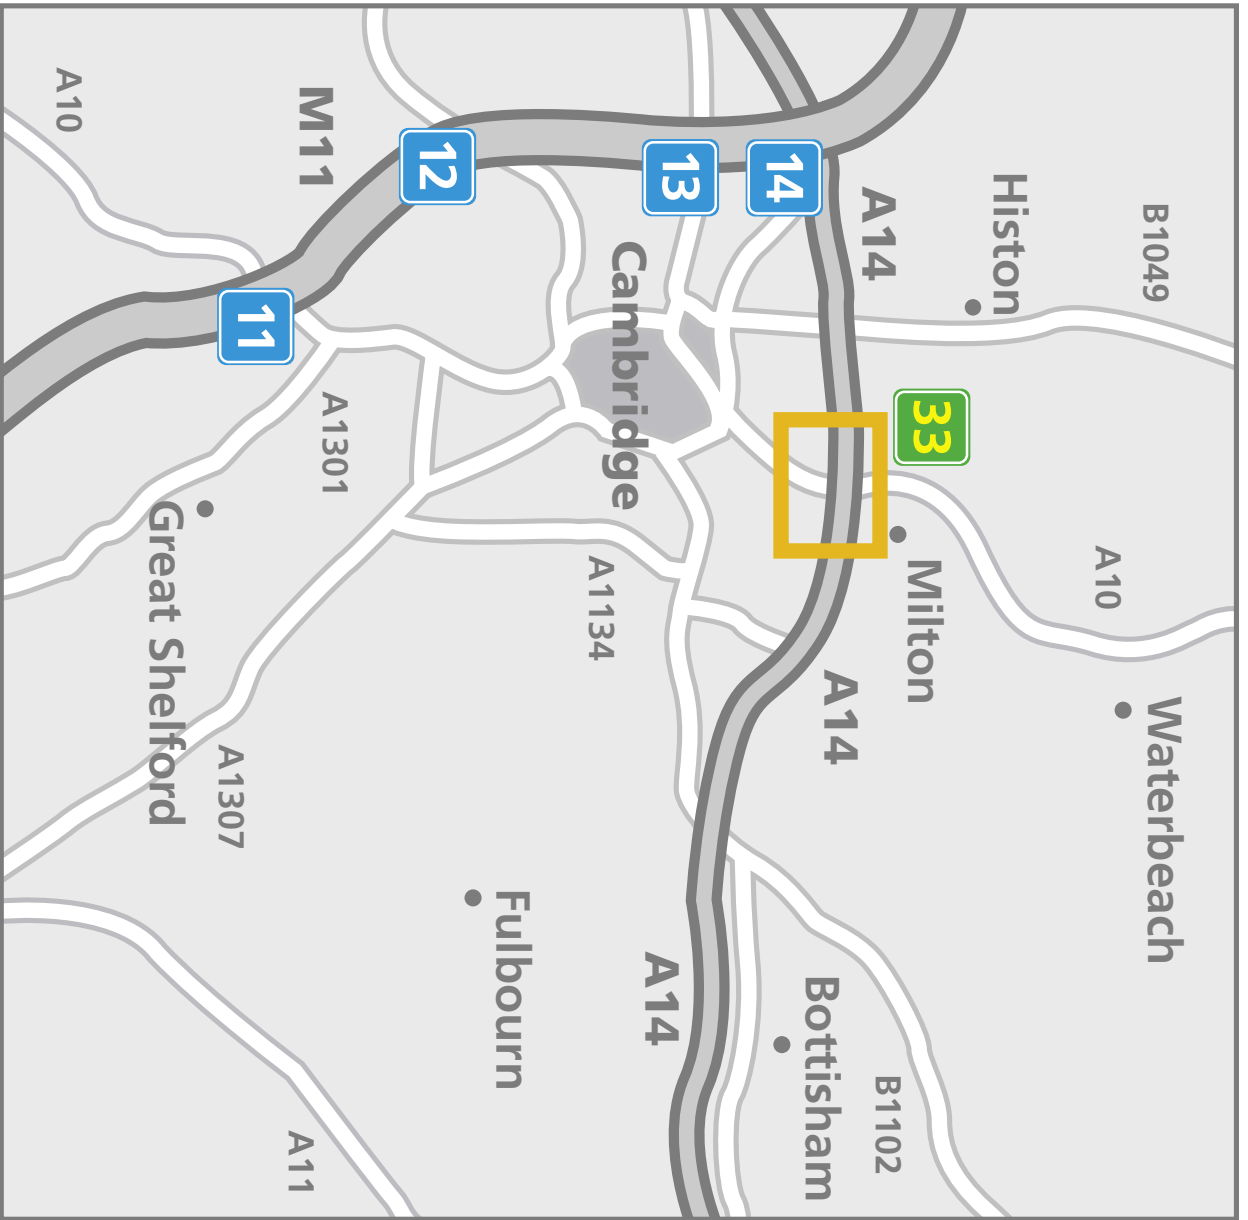 B1049
Histon
A14
14
13
12
M11
A10
Waterbeach
A10
Milton
33
Cambridge
11
A14
A1134
A1301
Great Shelford
A1307
B1102
Bottisham
A14
Fulbourn
A11